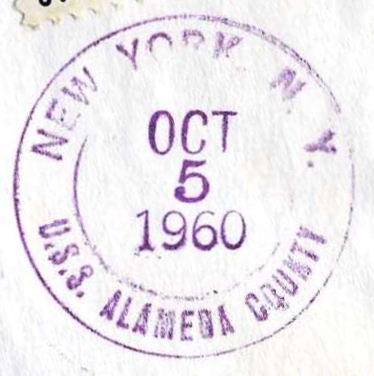 NEW YORK, N.Y.
OCT
5
1960
U.S.S. ALAMEDA COUNTY